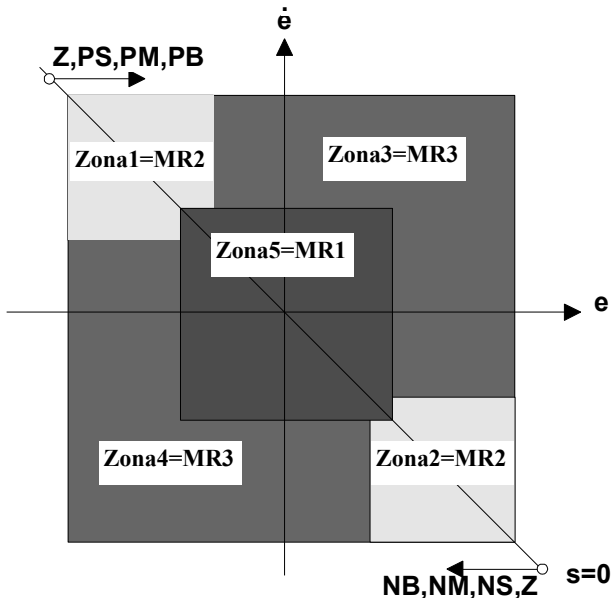 ė
Z,PS,PM,PB
Zona1=MR2
Zona3=MR3
Zona5=MR1
e
Zona4=MR3
Zona2=MR2
s=0
NB,NM,NS,Z